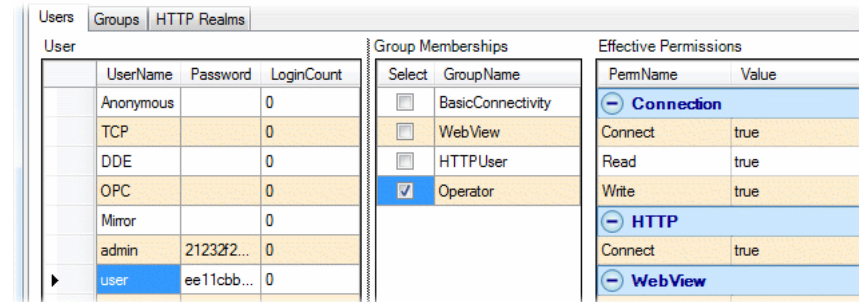 Users Groups HTTP Realms
User Group Memberships Effective Permissions
UserName Password LoginCount Select GroupName PermName Value
Anonymous 0 BasicConnectivity Connection
TCP 0 WebView Connect true
DDE 0 HTTPUser Read true
OPC 0 Operator Write true
Mirror 0 HTTP
admin 21232f2... 0 Connect true
user ee11cbb... 0 WebView